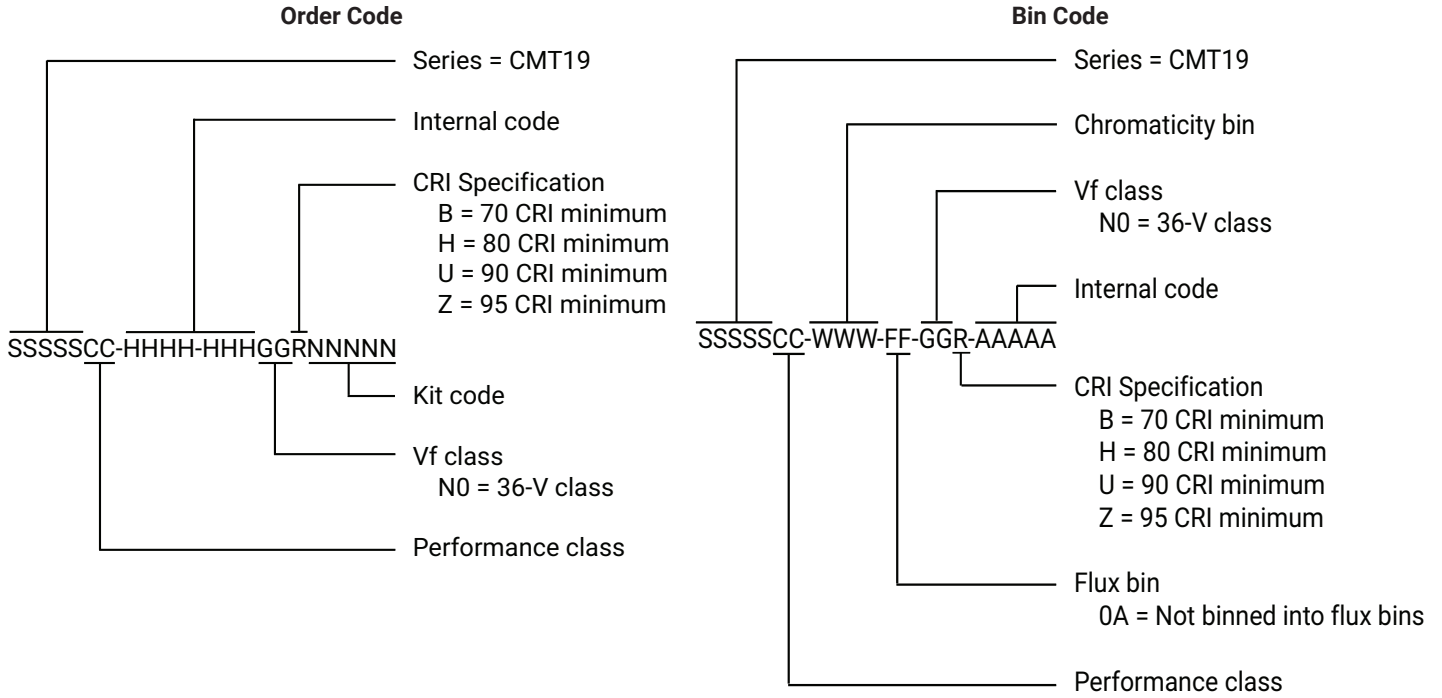 Order Code
Series = CMT19
Internal code
CRI Specification
B = 70 CRI minimum
H = 80 CRI minimum
U = 90 CRI minimum
Z = 95 CRI minimum
SSSSSCC-HHHH-HHHGGRNNNNN
Kit code
Vf class
N0 = 36-V class
Performance class
Bin Code
Series = CMT19
Chromaticity bin
Vf class
N0 = 36-V class
Internal code
SSSSSCC-WWW-FF-GGR-AAAAA
CRI Specification
B = 70 CRI minimum
H = 80 CRI minimum
U = 90 CRI minimum
Z = 95 CRI minimum
Flux bin
0A = Not binned into flux bins
Performance class